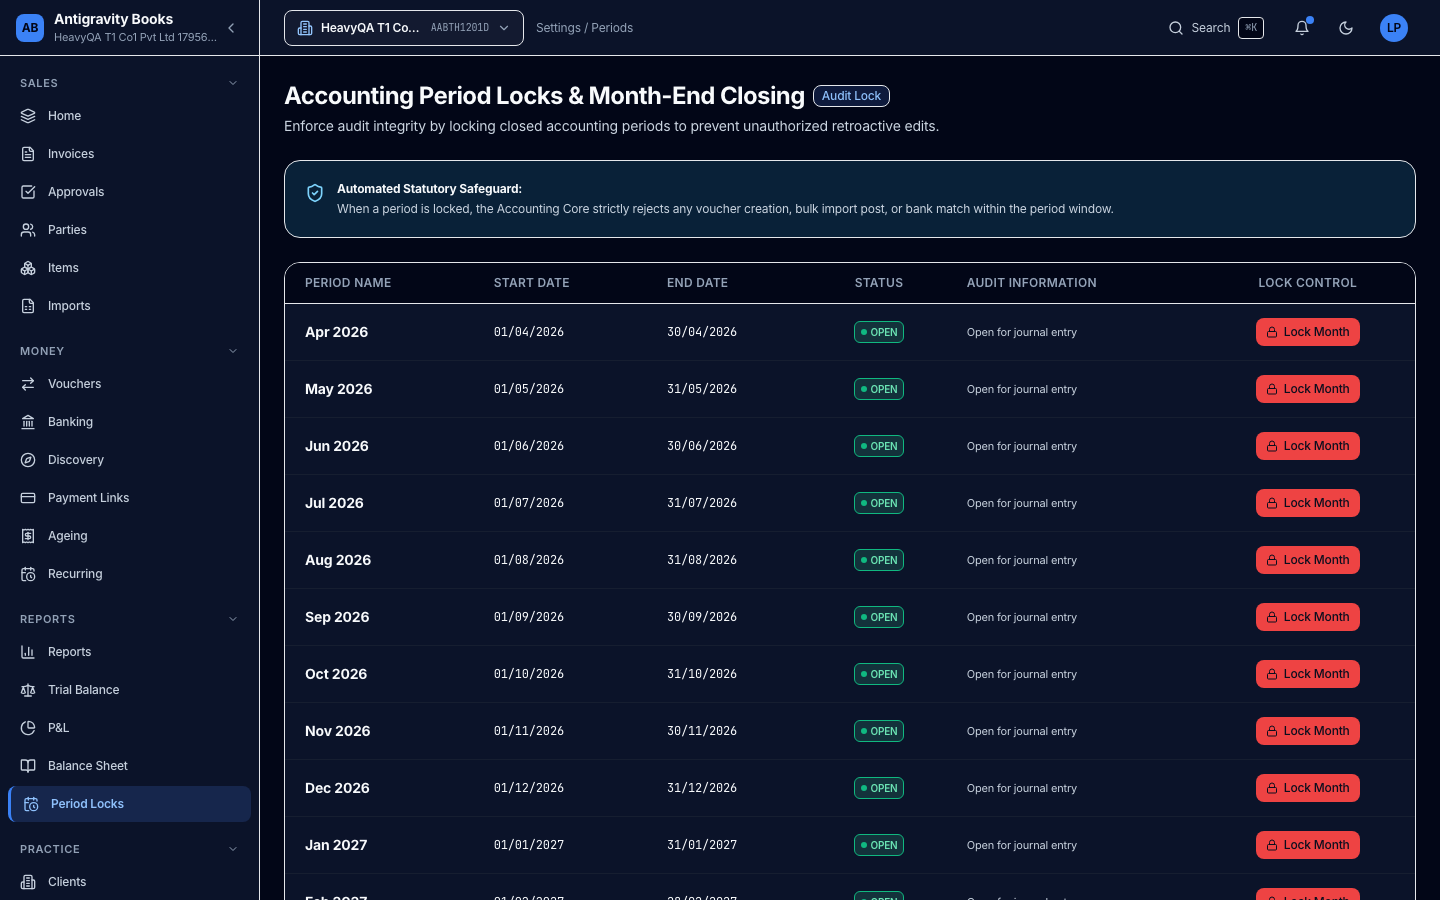 AB
Antigravity Books
HeavyQA T1 Co1 Pvt Ltd 17956...
HeavyQA T1 Co... AABTH1201D
Settings / Periods
Search ⌘K
LP
SALES
Home
Invoices
Approvals
Parties
Items
Imports
MONEY
Vouchers
Banking
Discovery
Payment Links
Ageing
Recurring
REPORTS
Reports
Trial Balance
P&L
Balance Sheet
Period Locks
PRACTICE
Clients
Accounting Period Locks & Month-End Closing Audit Lock
Enforce audit integrity by locking closed accounting periods to prevent unauthorized retroactive edits.
Automated Statutory Safeguard:
When a period is locked, the Accounting Core strictly rejects any voucher creation, bulk import post, or bank match within the period window.
PERIOD NAME START DATE END DATE STATUS AUDIT INFORMATION LOCK CONTROL
Apr 2026 01/04/2026 30/04/2026 OPEN Open for journal entry Lock Month
May 2026 01/05/2026 31/05/2026 OPEN Open for journal entry Lock Month
Jun 2026 01/06/2026 30/06/2026 OPEN Open for journal entry Lock Month
Jul 2026 01/07/2026 31/07/2026 OPEN Open for journal entry Lock Month
Aug 2026 01/08/2026 31/08/2026 OPEN Open for journal entry Lock Month
Sep 2026 01/09/2026 30/09/2026 OPEN Open for journal entry Lock Month
Oct 2026 01/10/2026 31/10/2026 OPEN Open for journal entry Lock Month
Nov 2026 01/11/2026 30/11/2026 OPEN Open for journal entry Lock Month
Dec 2026 01/12/2026 31/12/2026 OPEN Open for journal entry Lock Month
Jan 2027 01/01/2027 31/01/2027 OPEN Open for journal entry Lock Month